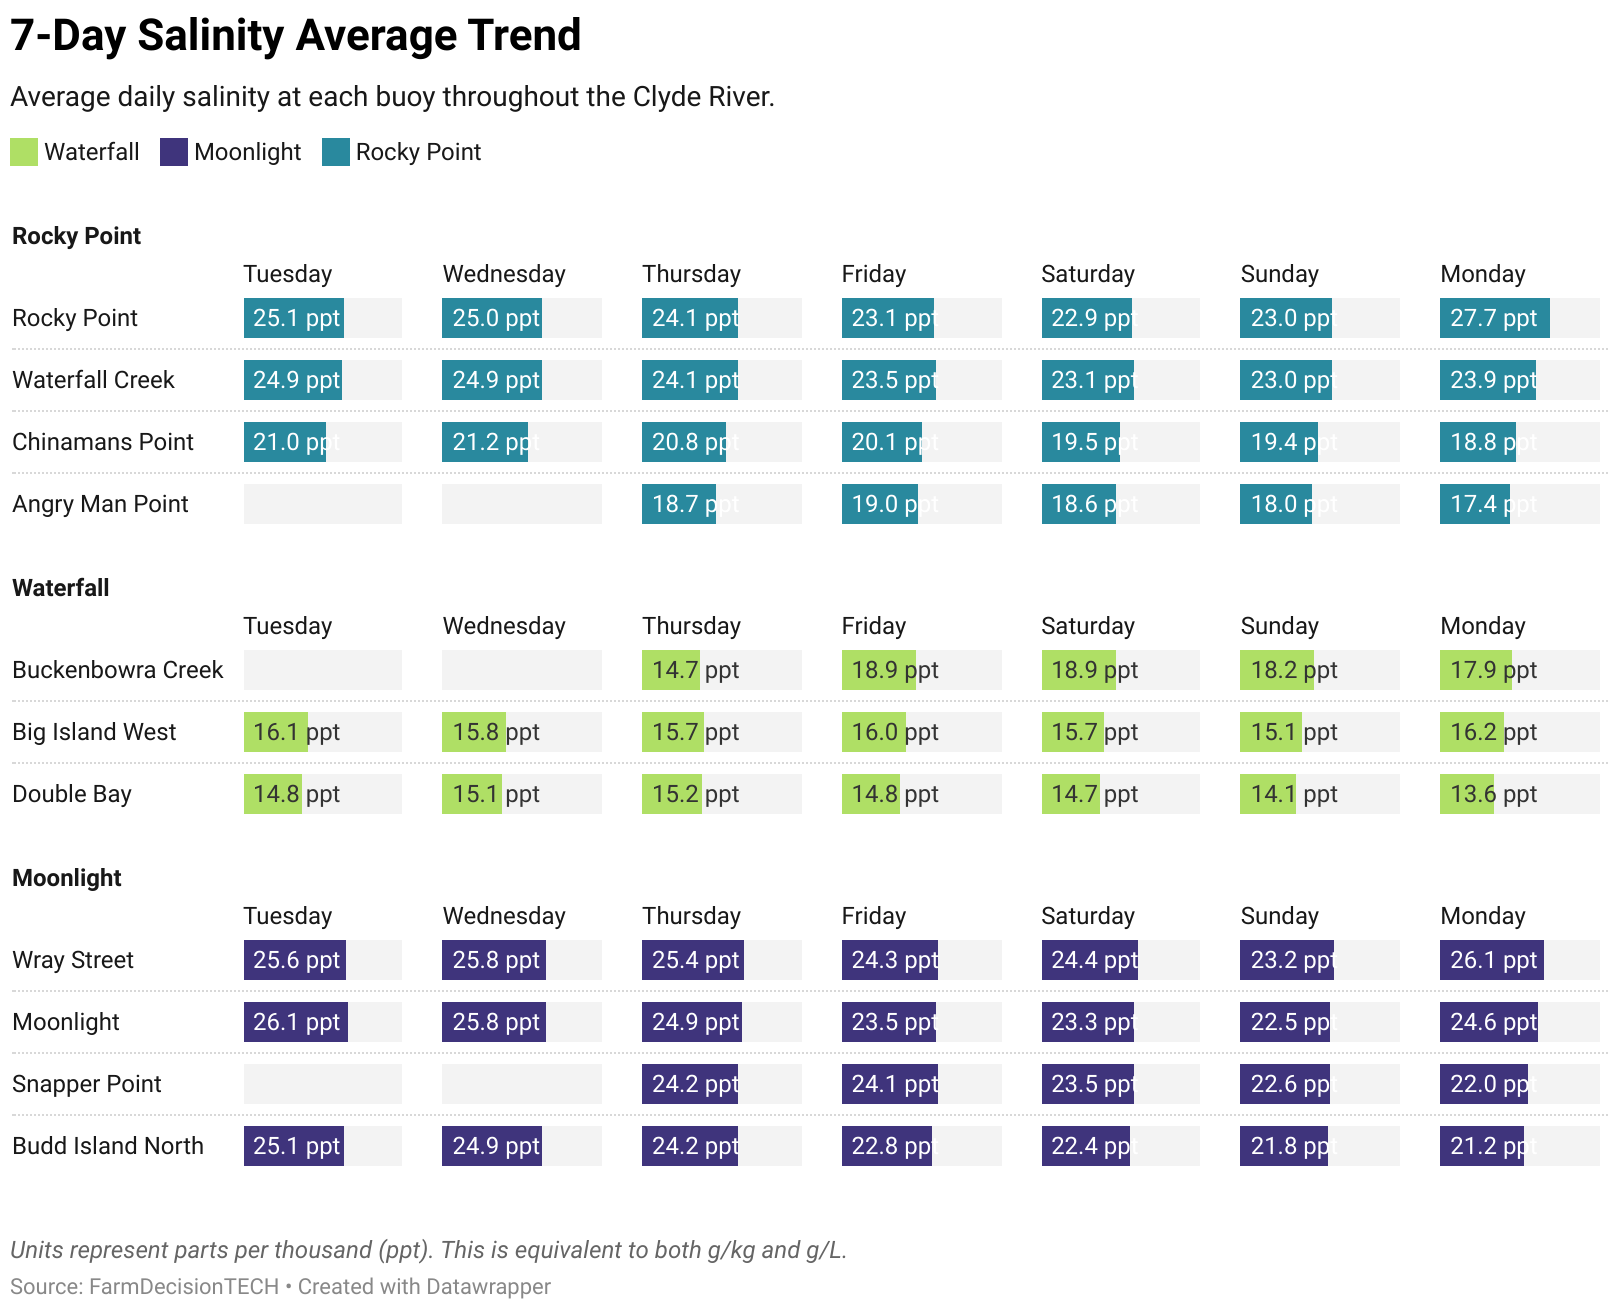 7-Day Salinity Average Trend
Average daily salinity at each buoy throughout the Clyde River.
Waterfall Moonlight Rocky Point
Rocky Point
Tuesday Wednesday Thursday Friday Saturday Sunday Monday
Rocky Point 25.1 ppt 25.0 ppt 24.1 ppt 23.1 ppt 22.9 ppt 23.0 ppt 27.7 ppt
Waterfall Creek 24.9 ppt 24.9 ppt 24.1 ppt 23.5 ppt 23.1 ppt 23.0 ppt 23.9 ppt
Chinamans Point 21.0 ppt 21.2 ppt 20.8 ppt 20.1 ppt 19.5 ppt 19.4 ppt 18.8 ppt
Angry Man Point 18.7 ppt 19.0 ppt 18.6 ppt 18.0 ppt 17.4 ppt
Waterfall
Tuesday Wednesday Thursday Friday Saturday Sunday Monday
Buckenbowra Creek 14.7 ppt 18.9 ppt 18.9 ppt 18.2 ppt 17.9 ppt
Big Island West 16.1 ppt 15.8 ppt 15.7 ppt 16.0 ppt 15.7 ppt 15.1 ppt 16.2 ppt
Double Bay 14.8 ppt 15.1 ppt 15.2 ppt 14.8 ppt 14.7 ppt 14.1 ppt 13.6 ppt
Moonlight
Tuesday Wednesday Thursday Friday Saturday Sunday Monday
Wray Street 25.6 ppt 25.8 ppt 25.4 ppt 24.3 ppt 24.4 ppt 23.2 ppt 26.1 ppt
Moonlight 26.1 ppt 25.8 ppt 24.9 ppt 23.5 ppt 23.3 ppt 22.5 ppt 24.6 ppt
Snapper Point 24.2 ppt 24.1 ppt 23.5 ppt 22.6 ppt 22.0 ppt
Budd Island North 25.1 ppt 24.9 ppt 24.2 ppt 22.8 ppt 22.4 ppt 21.8 ppt 21.2 ppt
Units represent parts per thousand (ppt). This is equivalent to both g/kg and g/L.
Source: FarmDecisionTECH • Created with Datawrapper